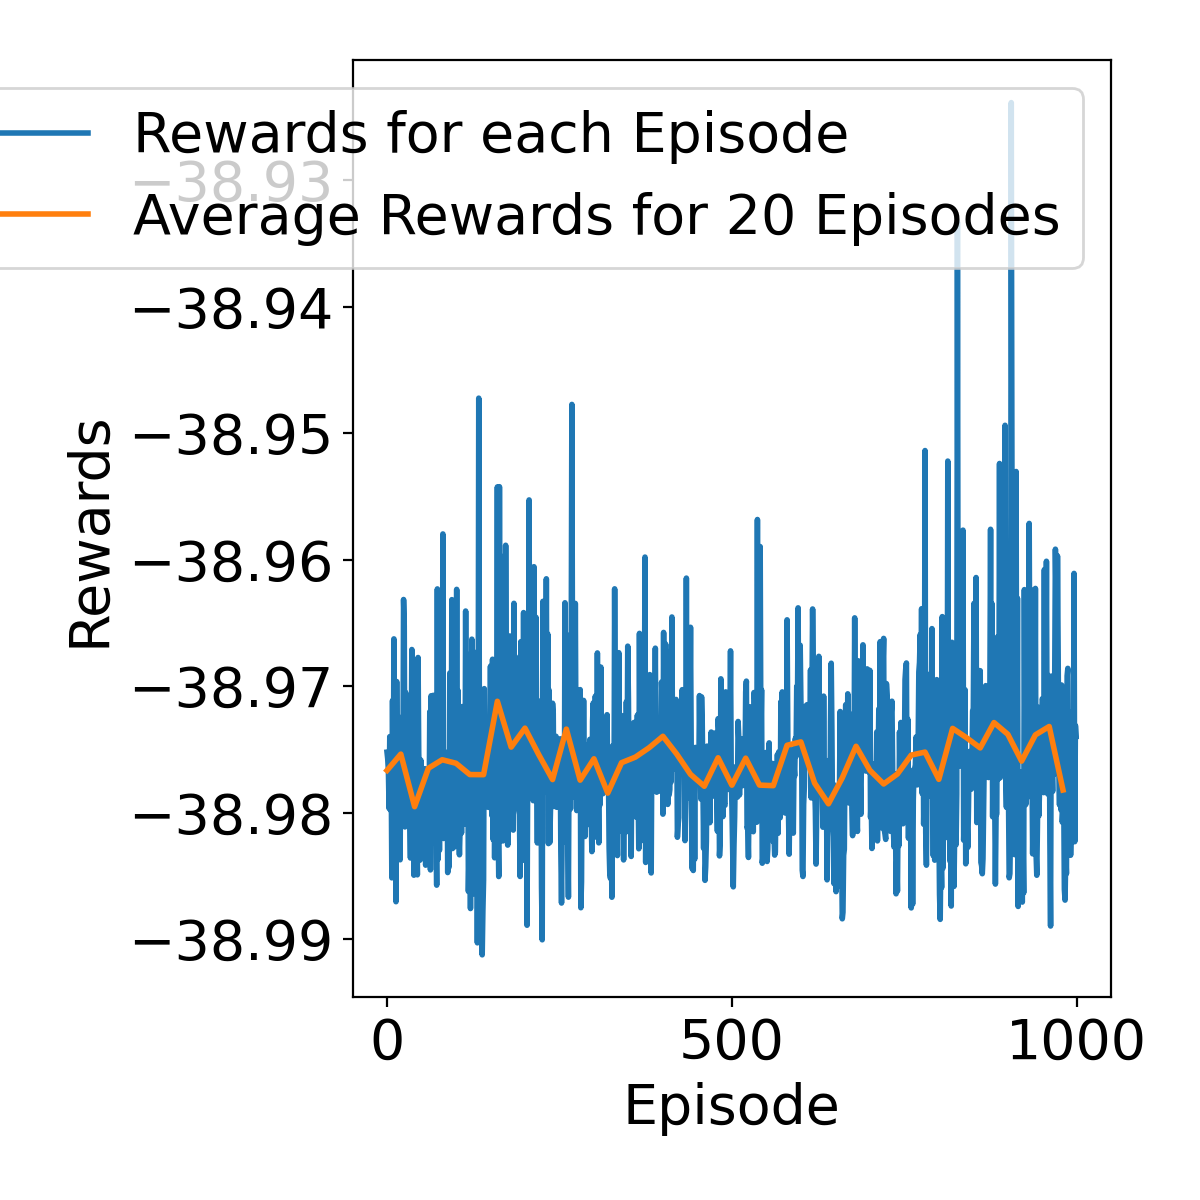 Rewards for each Episode
−38.93
Average Rewards for 20 Episodes
−38.94
−38.95
−38.96
−38.97
−38.98
−38.99
Rewards
0 500 1000
Episode